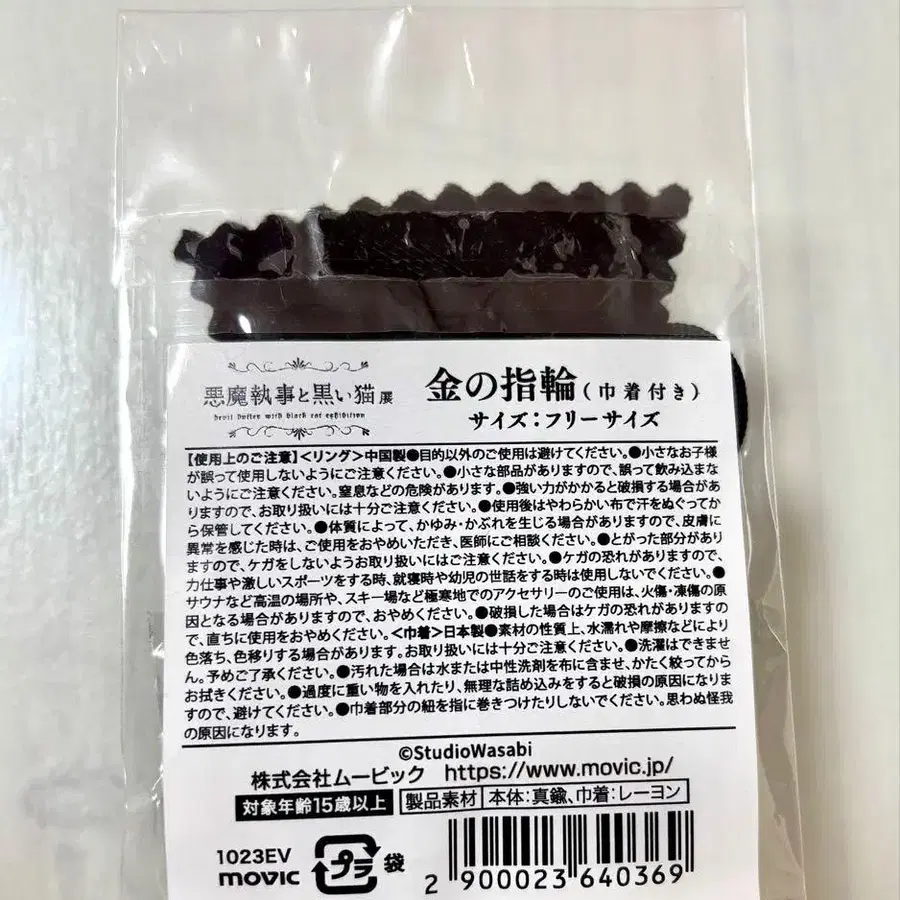 悪魔執事と黒い猫展
devil butler with black cat exhibition
金の指輪(巾着付き)
サイズ：フリーサイズ
【使用上のご注意】<リング>中国製●目的以外のご使用は避けてください。●小さなお子様
が誤って使用しないようにご注意ください。●小さな部品がありますので、誤って飲み込まな
いようにご注意ください。窒息などの危険があります。●強い力がかかると破損する場合があ
りますので、お取り扱いには十分ご注意ください。●使用後はやわらかい布で汗をぬぐってか
ら保管してください。●体質によって、かゆみ・かぶれを生じる場合がありますので、皮膚に
異常を感じた時は、ご使用をおやめいただき、医師にご相談ください。●とがった部分があり
ますので、ケガをしないようお取り扱いにはご注意ください。●ケガの恐れがありますので、
力仕事や激しいスポーツをする時、就寝時や幼児の世話をする時は使用しないでください。●
サウナなど高温の場所や、スキー場など極寒地でのアクセサリーのご使用は、火傷・凍傷の原
因となる場合がありますので、おやめください。●破損した場合はケガの恐れがありますの
で、直ちに使用をおやめください。<巾着>日本製●素材の性質上、水濡れや摩擦などにより
色落ち、色移りする場合があります。お取り扱いには十分ご注意ください。●洗濯はできませ
ん。予めご了承ください。●汚れた場合は水または中性洗剤を布に含ませ、かたく絞ってから
お拭きください。●過度に重い物を入れたり、無理な詰め込みをすると破損の原因になりま
すので、避けてください。●巾着部分の紐を指に巻きつけたりしないでください。思わぬ怪我
の原因になります。
©StudioWasabi
株式会社ムービック https://www.movic.jp/
対象年齢15歳以上 製品素材 本体：真鍮、巾着：レーヨン
1023EV
movic
プラ 袋
2 900023 640369